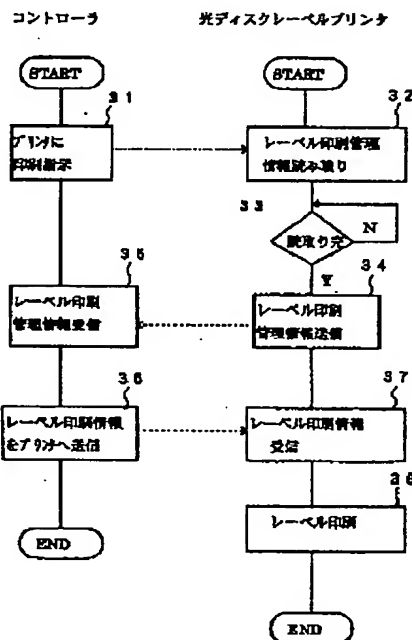 コントローラ
光ディスクレーベルプリンタ
START
START
31
32
プリンタに
印刷指示
レーベル印刷管理
情報読み取り
33
読取り完
N
Y
35
34
レーベル印刷
管理情報受信
レーベル印刷
管理情報送信
36
37
レーベル印刷情報
をプリンタへ送信
レーベル印刷情報
受信
レーベル印刷
END
END